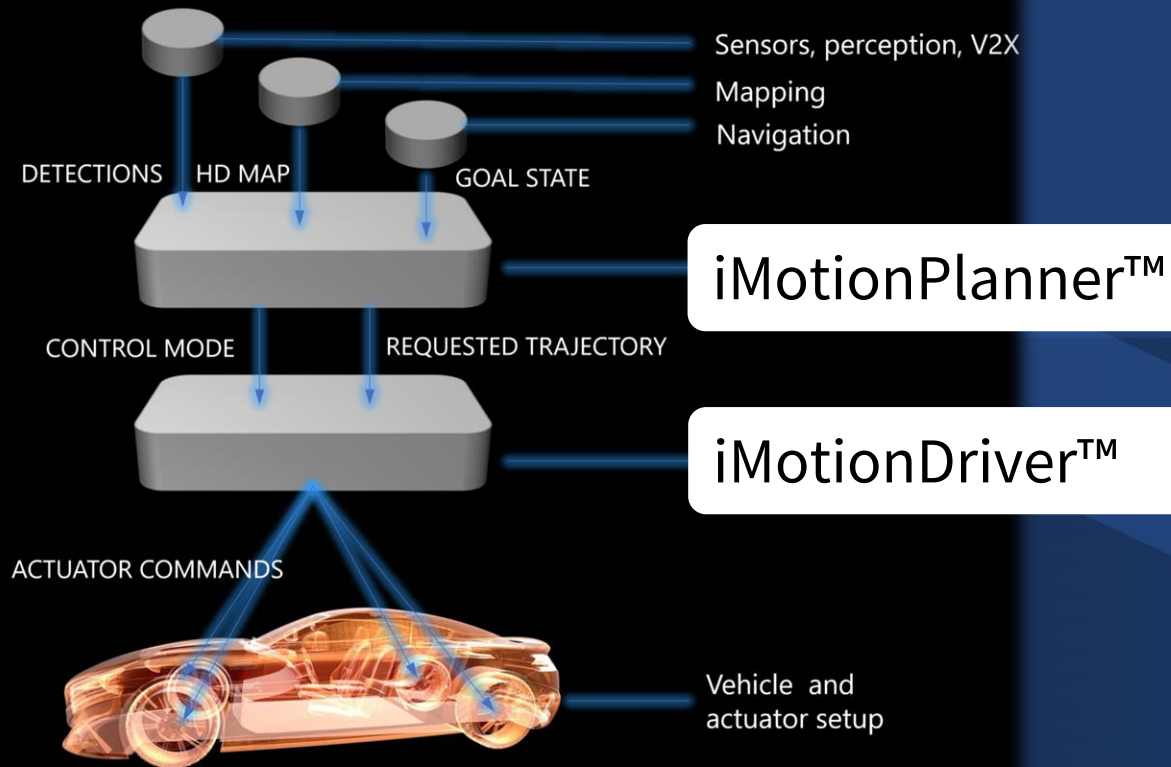 Sensors, perception, V2X
Mapping
Navigation
DETECTIONS
HD MAP
GOAL STATE
iMotionPlanner™
CONTROL MODE
REQUESTED TRAJECTORY
iMotionDriver™
ACTUATOR COMMANDS
Vehicle and
actuator setup